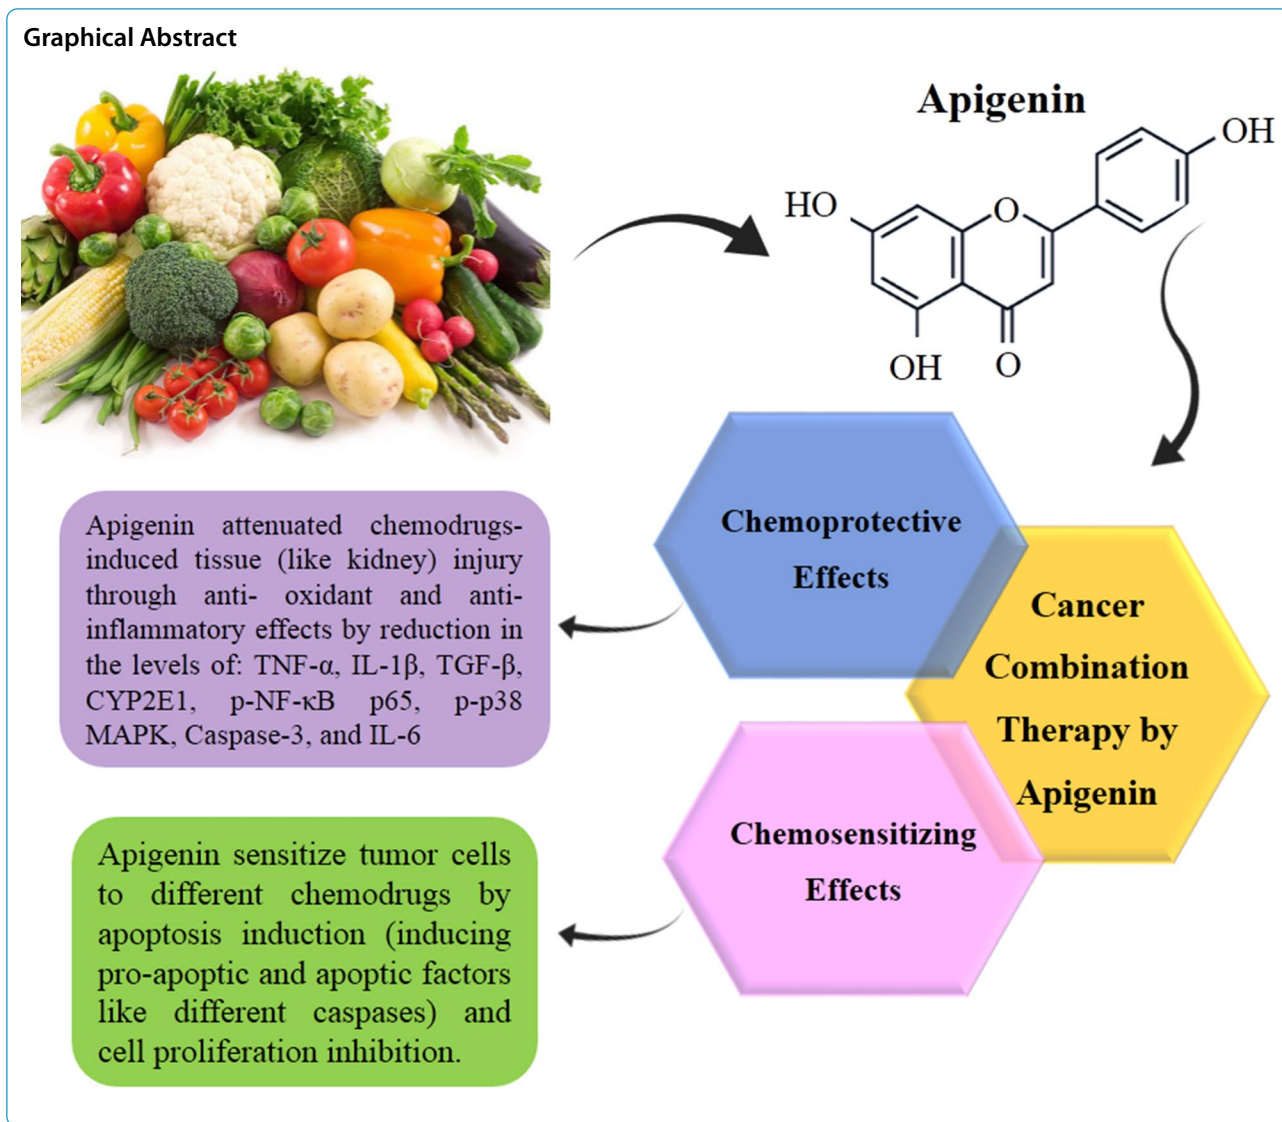 Graphical Abstract
Apigenin
OH
HO
O
OH
O
Chemoprotective
Effects
Cancer
Combination
Therapy by
Apigenin
Chemosensitizing
Effects
Apigenin attenuated chemodrugs-
induced tissue (like kidney) injury
through anti- oxidant and anti-
inflammatory effects by reduction in
the levels of: TNF-α, IL-1β, TGF-β,
CYP2E1, p-NF-κB p65, p-p38
MAPK, Caspase-3, and IL-6
Apigenin sensitize tumor cells
to different chemodrugs by
apoptosis induction (inducing
pro-apoptic and apoptic factors
like different caspases) and
cell proliferation inhibition.